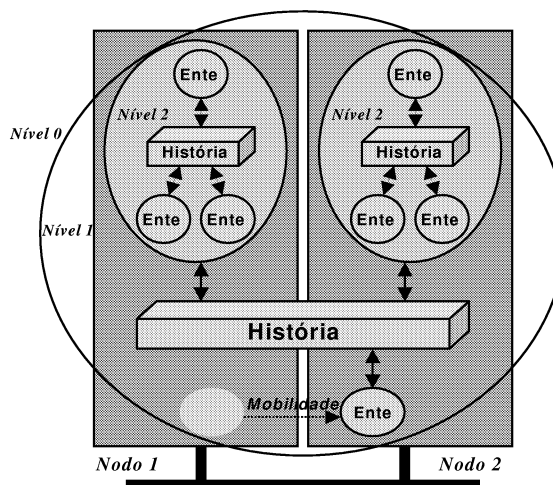 Ente
Ente
Nível 2
Nível 2
Nível 0
História
História
Ente
Ente
Ente
Ente
Nível 1
História
Mobilidade
Ente
Nodo 1
Nodo 2